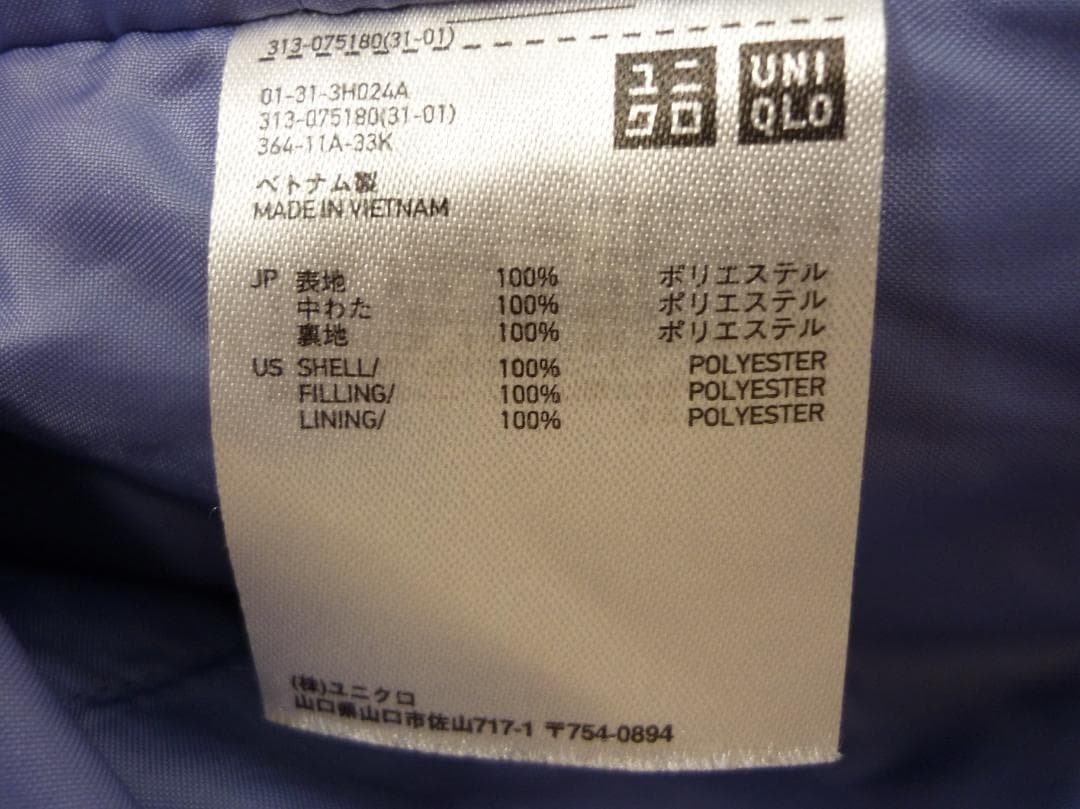 313-075180(31-01)
ユニ
クロ
UNI
QLO
01-31-3H024A
313-075180(31-01)
364-11A-33K
ベトナム製
MADE IN VIETNAM
JP 表地 100% ポリエステル
中わた 100% ポリエステル
裏地 100% ポリエステル
US SHELL/ 100% POLYESTER
FILLING/ 100% POLYESTER
LINING/ 100% POLYESTER
(株)ユニクロ
山口県山口市佐山717-1 〒754-0894